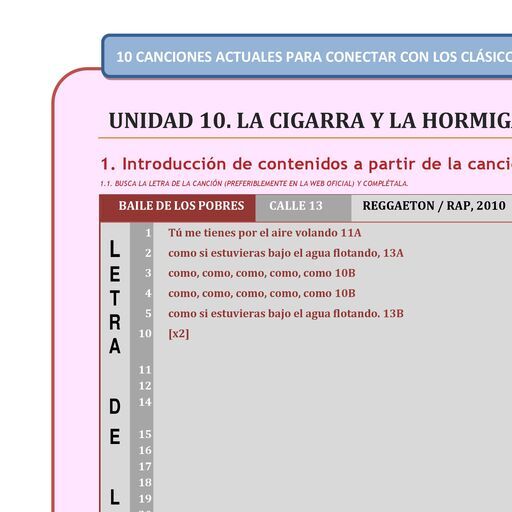 10 CANCIONES ACTUALES PARA CONECTAR CON LOS CLÁSICO
UNIDAD 10. LA CIGARRA Y LA HORMIGA
1. Introducción de contenidos a partir de la canci
1.1. BUSCA LA LETRA DE LA CANCIÓN (PREFERIBLEMENTE EN LA WEB OFICIAL) Y COMPLÉTALA.
BAILE DE LOS POBRES CALLE 13 REGGAETON / RAP, 2010
LETRA DE L
1 Tú me tienes por el aire volando 11A
2 como si estuvieras bajo el agua flotando, 13A
3 como, como, como, como, como 10B
4 como, como, como, como, como 10B
5 como si estuvieras bajo el agua flotando. 13B
10 [x2]
11
12
14
15
16
17
18
19